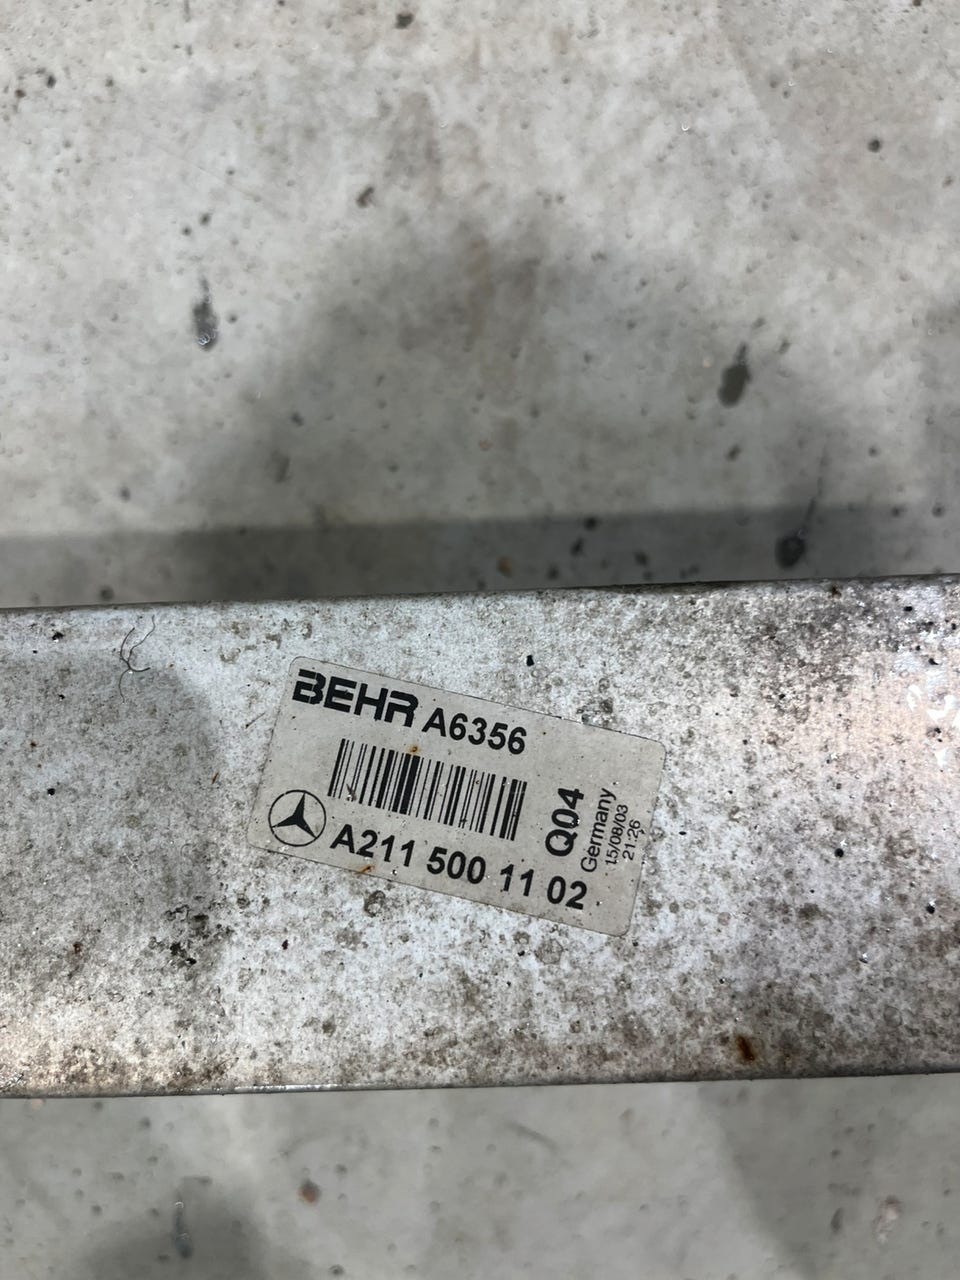 BEHR A6356
Q04
Germany
15/08/03
21:26
A211 500 11 02